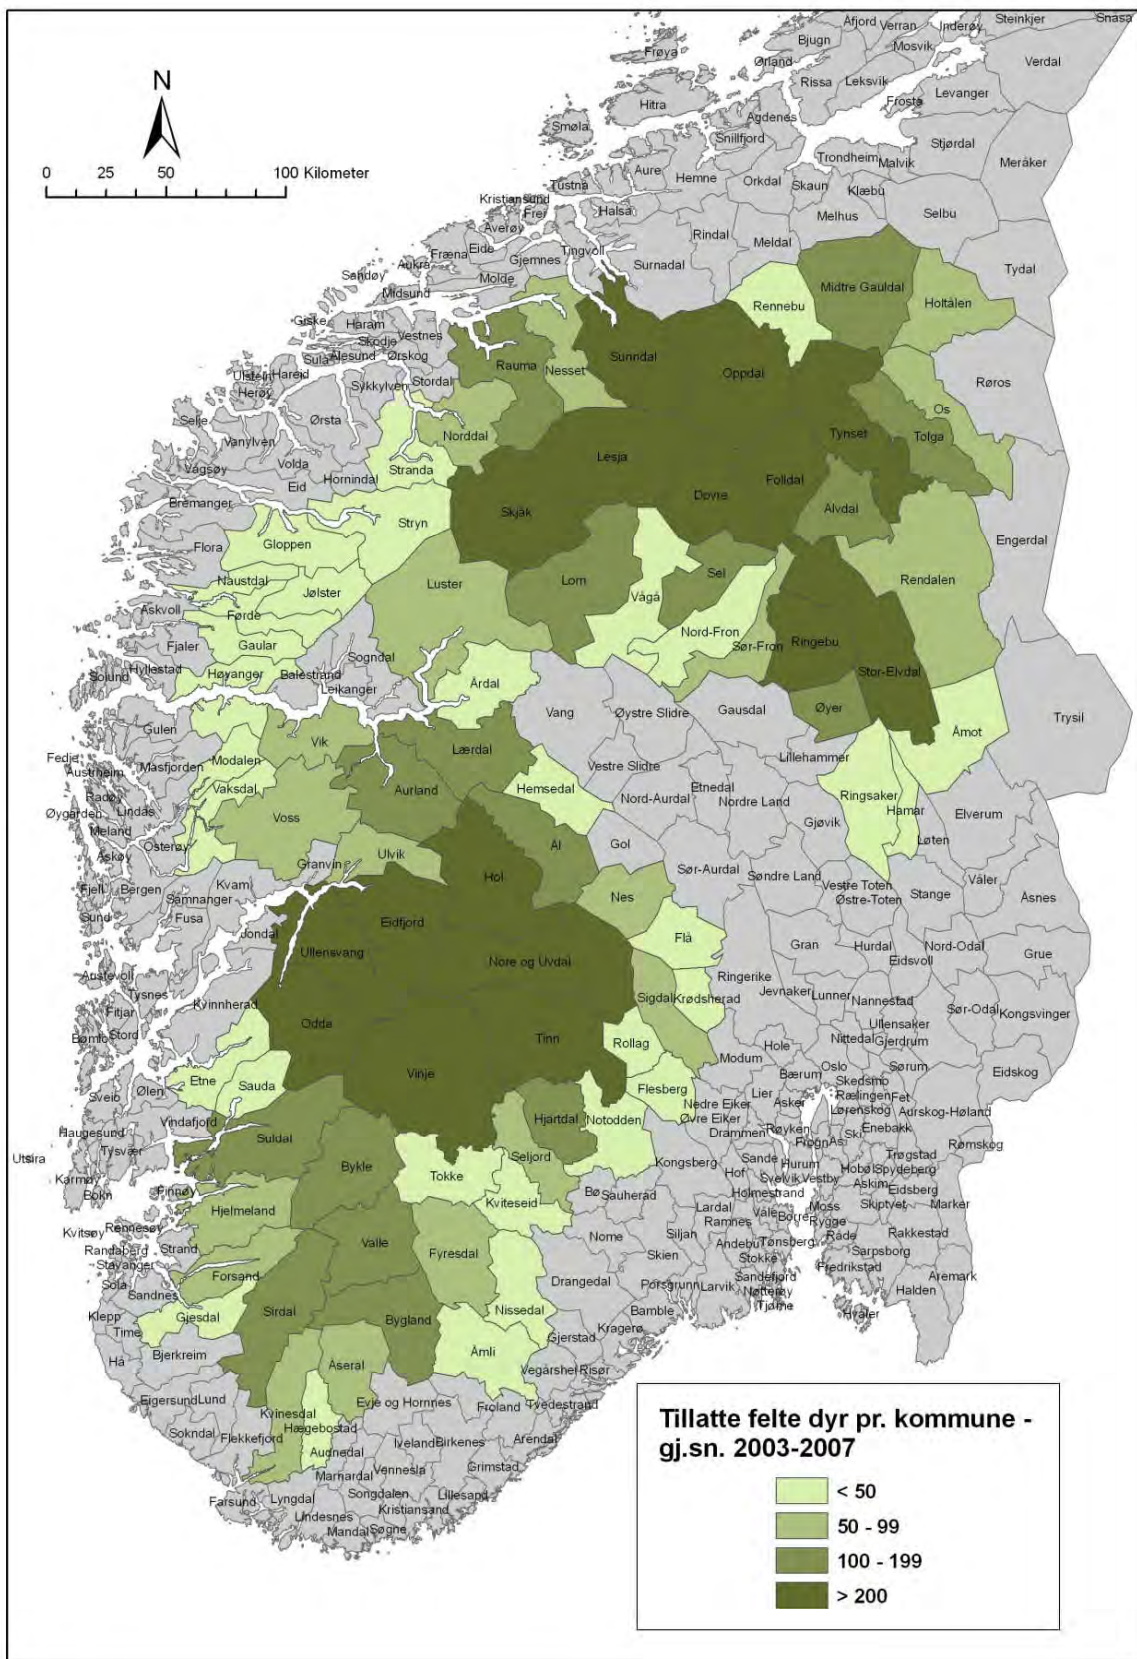 Åfjord
Verran
Inderøy
Steinkjer
Snåsa
Bjugn
Mosvik
Verdal
Frøya
Ørland
Rissa
Leksvik
Levanger
Frosta
Hitra
Agdenes
Smøla
Snillfjord
Stjørdal
Trondheim
Malvik
Meråker
N
0 25 50 100 Kilometer
Aure
Hemne
Orkdal
Skaun
Klæbu
Tustna
Kristiansund
Frei
Halsa
Melhus
Selbu
Averøy
Rindal
Meldal
Eide
Fræna
Tingvoll
Gjemnes
Surnadal
Tydal
Aukra
Sandøy
Molde
Midsund
Midtre Gauldal
Rennebu
Holtålen
Giske
Haram
Vestnes
Skodje
Ålesund
Ørskog
Sula
Sunndal
Rauma
Nesset
Oppdal
Røros
Hareid
Ulstein
Herøy
Stordal
Sykkylven
Os
Selje
Ørsta
Norddal
Tynset
Tolga
Vanylven
Volda
Lesja
Stranda
Vågsøy
Hornindal
Eid
Folldal
Dovre
Bremanger
Skjåk
Alvdal
Stryn
Engerdal
Gloppen
Flora
Naustdal
Luster
Lom
Sel
Rendalen
Jølster
Vågå
Askvoll
Førde
Nord-Fron
Fjaler
Gaular
Sør-Fron
Ringebu
Sogndal
Hyllestad
Solund
Høyanger
Balestrand
Leikanger
Årdal
Stor-Elvdal
Vang
Øystre Slidre
Gausdal
Øyer
Trysil
Gulen
Åmot
Vik
Lærdal
Lillehammer
Fedje
Masfjorden
Modalen
Vestre Slidre
Austrheim
Vaksdal
Aurland
Hemsedal
Etnedal
Ringsaker
Radøy
Nord-Aurdal
Nordre Land
Hamar
Øygarden
Lindås
Voss
Gjøvik
Elverum
Meland
Osterøy
Ål
Gol
Løten
Askøy
Ulvik
Granvin
Hol
Sør-Aurdal
Søndre Land
Vestre Toten
Østre-Toten
Stange
Våler
Åsnes
Fjell
Bergen
Kvam
Samnanger
Nes
Sund
Fusa
Eidfjord
Flå
Gran
Hurdal
Nord-Odal
Grue
Jondal
Ullensvang
Nore og Uvdal
Eidsvoll
Austevoll
Ringerike
Jevnaker
Lunner
Nannestad
Tysnes
Kvinnherad
Sigdal
Krødsherad
Sør-Odal
Kongsvinger
Fitjar
Stord
Odda
Tinn
Rollag
Ullensaker
Nittedal
Gjerdrum
Bømlo
Hole
Modum
Vinje
Bærum
Oslo
Sørum
Eidskog
Etne
Sauda
Flesberg
Skedsmo
Ølen
Lier
Rælingen
Fet
Sveio
Nedre Eiker
Asker
Lørenskog
Aurskog-Høland
Hjartdal
Notodden
Øvre Eiker
Vindafjord
Drammen
Røyken
Ski
Enebakk
Haugesund
Suldal
Frogn
Ås
Rømskog
Tysvær
Seljord
Kongsberg
Sande
Hurum
Trøgstad
Utsira
Bykle
Tokke
Hof
Svelvik
Vestby
Hobøl
Spydeberg
Karmøy
Finnøy
Kviteseid
Bø
Sauherad
Holmestrand
Askim
Eidsberg
Bokn
Lardal
Våle
Borre
Moss
Skiptvet
Marker
Hjelmeland
Ramnes
Rygge
Kvitsøy
Rennesøy
Nome
Siljan
Råde
Rakkestad
Strand
Valle
Fyresdal
Andebu
Tønsberg
Randaberg
Skien
Stokke
Sarpsborg
Stavanger
Fredrikstad
Aremark
Forsand
Drangedal
Porsgrunn
Larvik
Sandefjord
Halden
Sola
Sandnes
Nøtterøy
Sirdal
Nissedal
Bamble
Tjøme
Klepp
Gjesdal
Bygland
Hvaler
Time
Kragerø
Bjerkreim
Åmli
Gjerstad
Hå
Åseral
Vegårshei
Risør
Eigersund
Lund
Evje og Hornnes
Tvedestrand
Froland
Kvinesdal
Hægebostad
Sokndal
Flekkefjord
Iveland
Birkenes
Arendal
Audnedal
Grimstad
Marnardal
Vennesla
Lyngdal
Songdalen
Lillesand
Farsund
Kristiansand
Lindesnes
Mandal
Søgne
Tillatte felte dyr pr. kommune -
gj.sn. 2003-2007
< 50
50 - 99
100 - 199
> 200